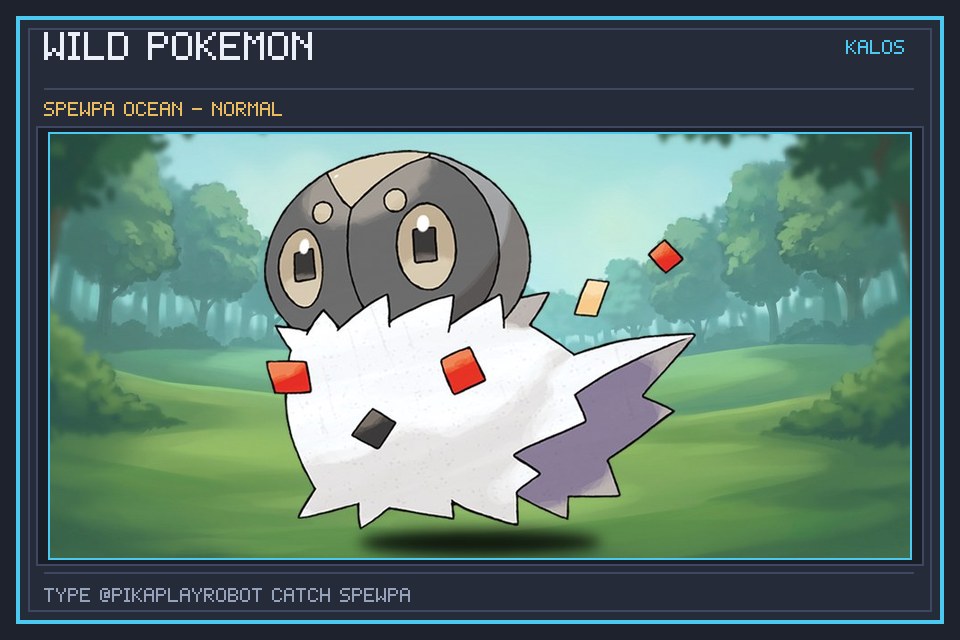 WILD POKEMON
KALOS
SPEWPA OCEAN - NORMAL
TYPE @PIKAPLAYROBOT CATCH SPEWPA